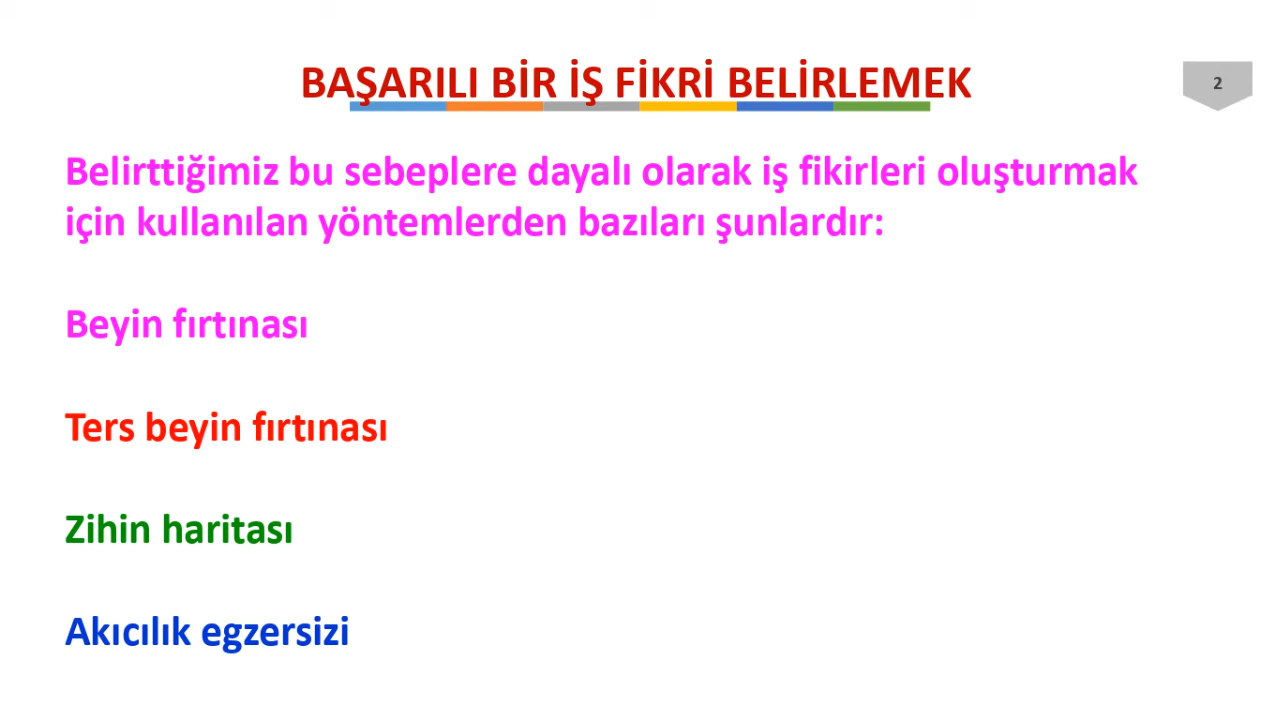 BAŞARILI BİR İŞ FİKRİ BELİRLEMEK
2
Belirttiğimiz bu sebeplere dayalı olarak iş fikirleri oluşturmak
için kullanılan yöntemlerden bazıları şunlardır:
Beyin fırtınası
Ters beyin fırtınası
Zihin haritası
Akıcılık egzersizi